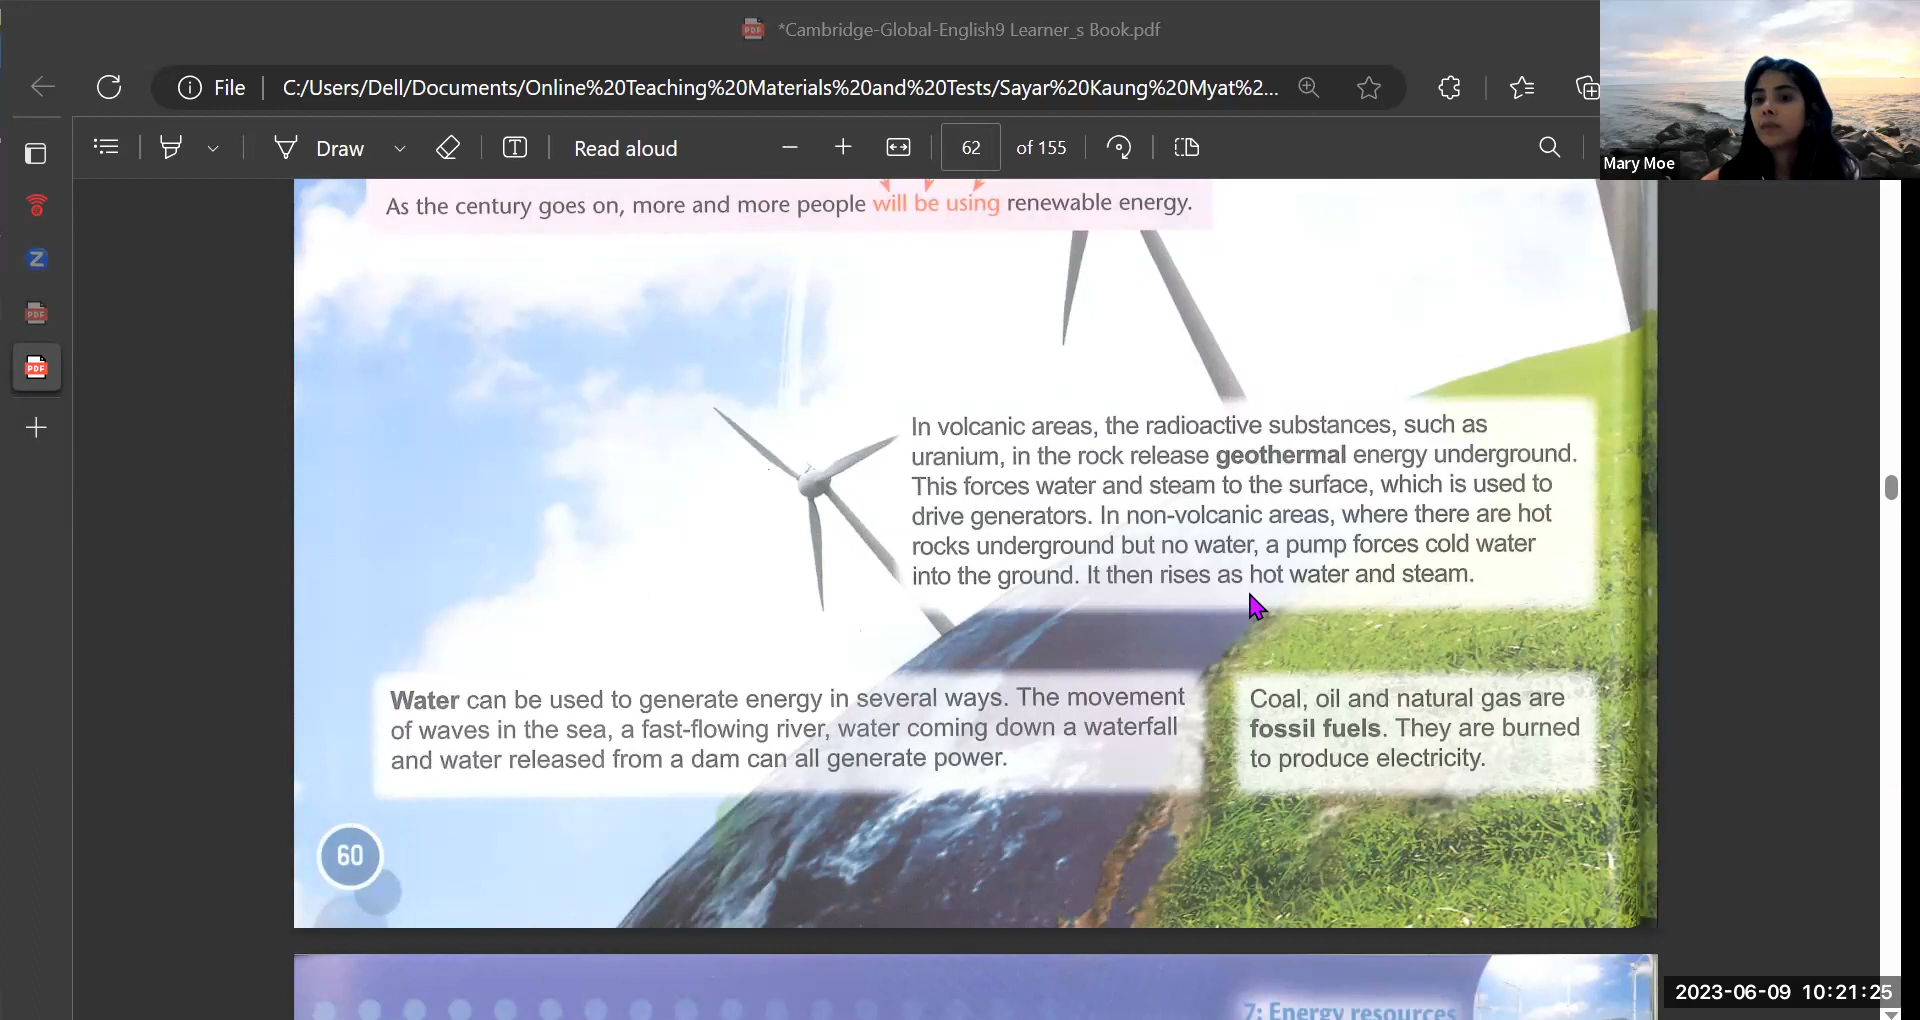 *Cambridge-Global-English9 Learner_s Book.pdf
File
C:/Users/Dell/Documents/Online%20Teaching%20Materials%20and%20Tests/Sayar%20Kaung%20Myat%2...
Draw
Read aloud
62
of 155
Mary Moe
As the century goes on, more and more people will be using renewable energy.
In volcanic areas, the radioactive substances, such as
uranium, in the rock release geothermal energy underground.
This forces water and steam to the surface, which is used to
drive generators. In non-volcanic areas, where there are hot
rocks underground but no water, a pump forces cold water
into the ground. It then rises as hot water and steam.
Water can be used to generate energy in several ways. The movement
of waves in the sea, a fast-flowing river, water coming down a waterfall
and water released from a dam can all generate power.
Coal, oil and natural gas are
fossil fuels. They are burned
to produce electricity.
60
7: Energy resources
2023-06-09 10:21:25